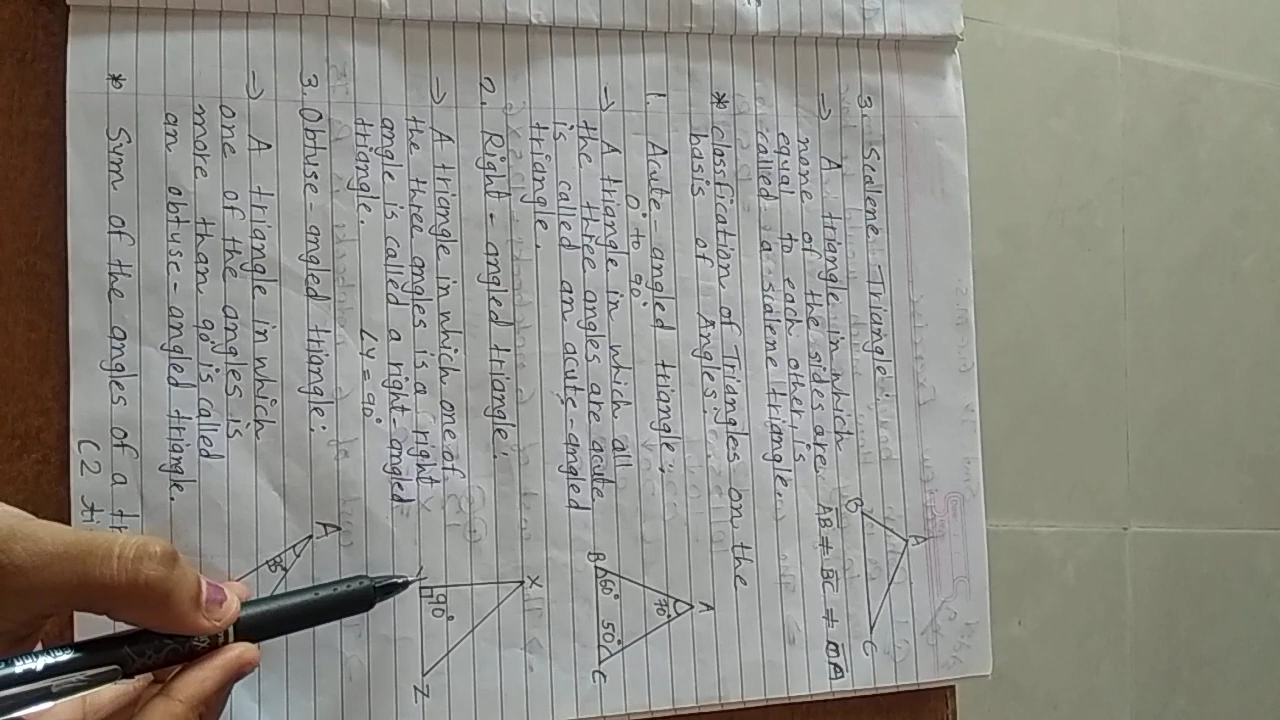 3. Scalene Triangle:
→ A triangle in which
none of the sides are
equal to each other, is
called a scalene triangle.
A
B
C
AB ≠ BC ≠ CA
* classification of Triangles on the
basis of Angles:
1. Acute-angled triangle:
0° to 90°
→ A triangle in which all
the three angles are acute
is called an acute-angled
triangle.
A
70°
B 60° 50° C
2. Right-angled triangle:
→ A triangle in which one of
the three angles is a right
angle is called a right-angled
triangle. ∠Y = 90°
X
90°
Z
3. Obtuse-angled triangle:
→ A triangle in which
one of the angles is
more than 90° is called
an obtuse-angled triangle.
A
* Sum of the angles of a
(2